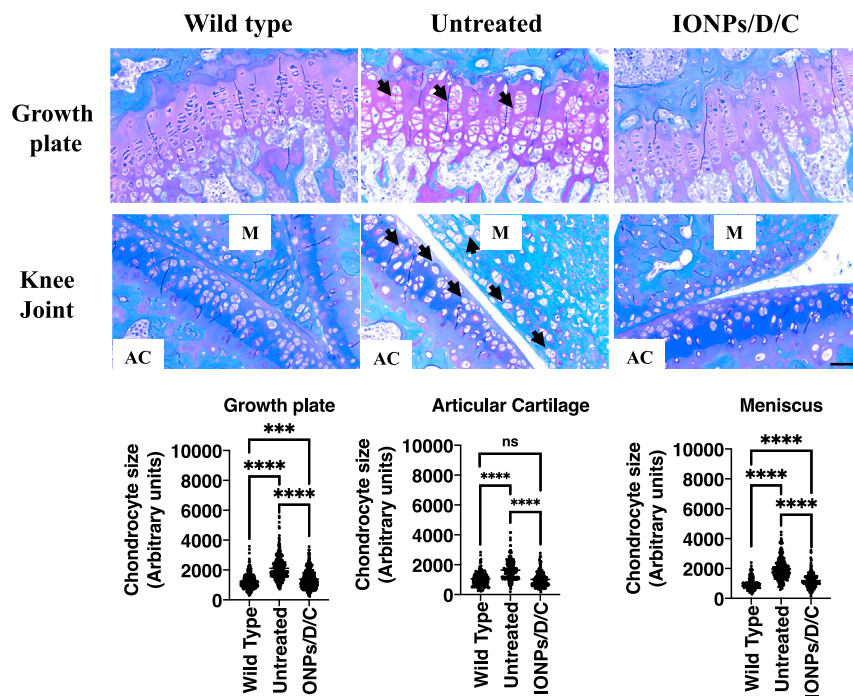 Wild type Untreated IONPs/D/C
Growth
plate
Knee
Joint
M M M
AC AC AC
Growth plate
Chondrocyte size
(Arbitrary units)
10000
8000
6000
4000
2000
0
***
****
****
Wild Type
Untreated
ONPs/D/C
Articular Cartilage
Chondrocyte size
(Arbitrary units)
10000
8000
6000
4000
2000
0
ns
****
****
Wild Type
Untreated
IONPs/D/C
Meniscus
Chondrocyte size
(Arbitrary units)
10000
8000
6000
4000
2000
0
****
****
****
Wild Type
Untreated
IONPs/D/C